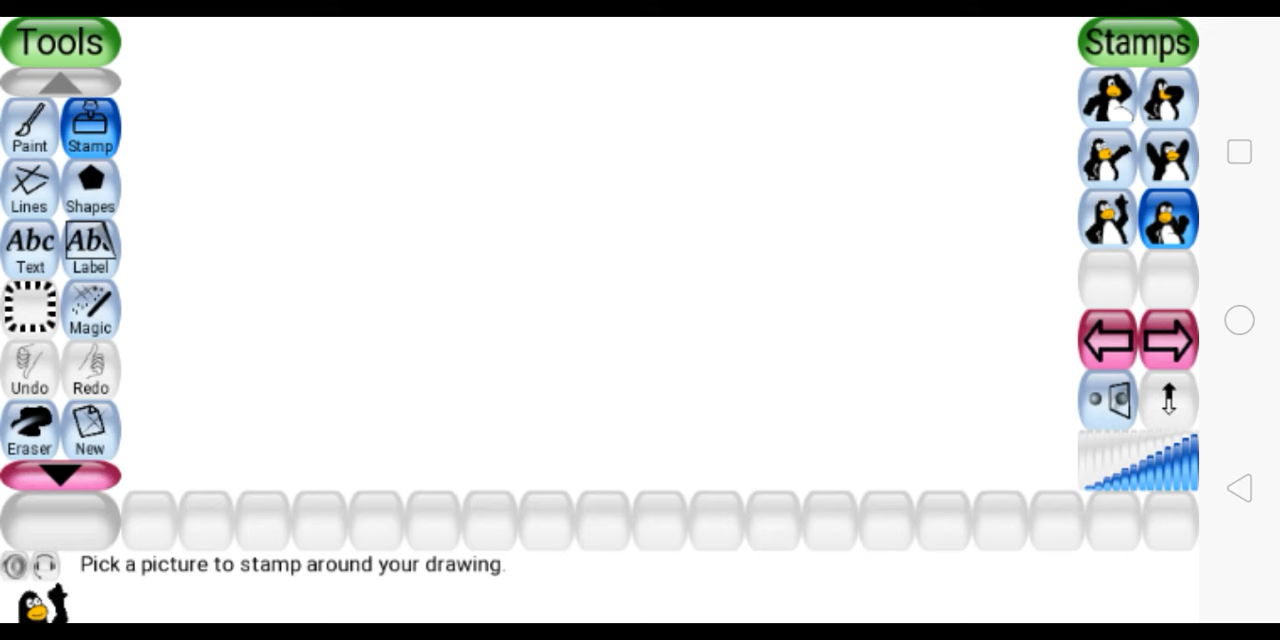 Tools
Stamps
Paint
Stamp
Lines
Shapes
Abc
Abc
Text
Label
Magic
Undo
Redo
Eraser
New
Pick a picture to stamp around your drawing.